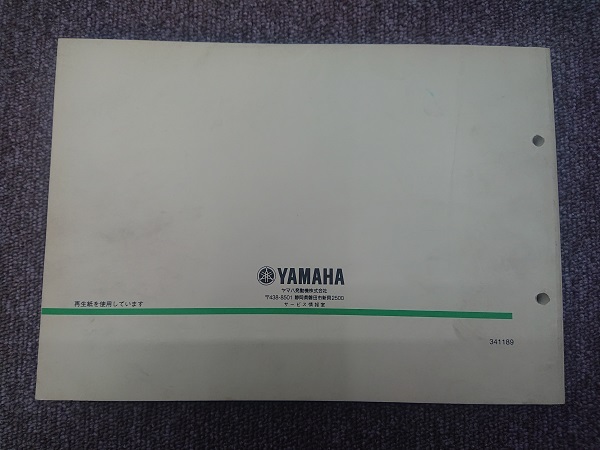 YAMAHA
ヤマハ発動機株式会社
〒438-8501 静岡県磐田市新貝2500
サービス情報室
再生紙を使用しています
341189